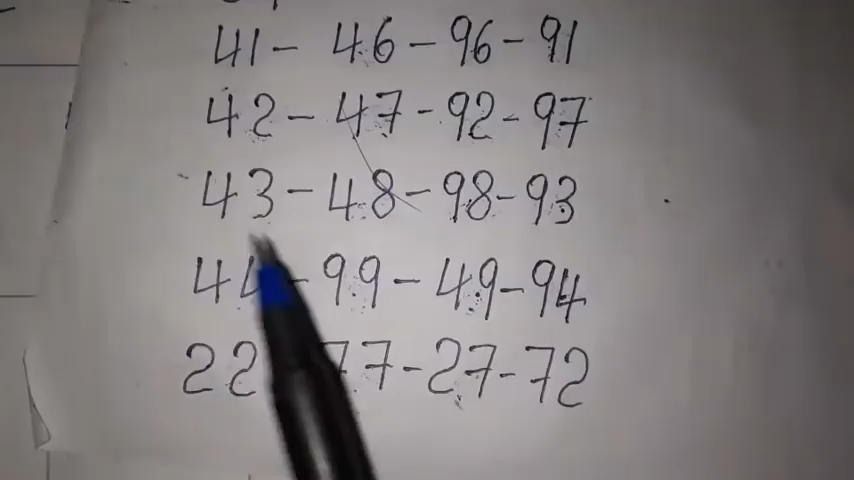 41 - 46 - 96 - 91
42 - 47 - 92 - 97
43 - 48 - 98 - 93
44 - 99 - 49 - 94
22 77 - 27 - 72